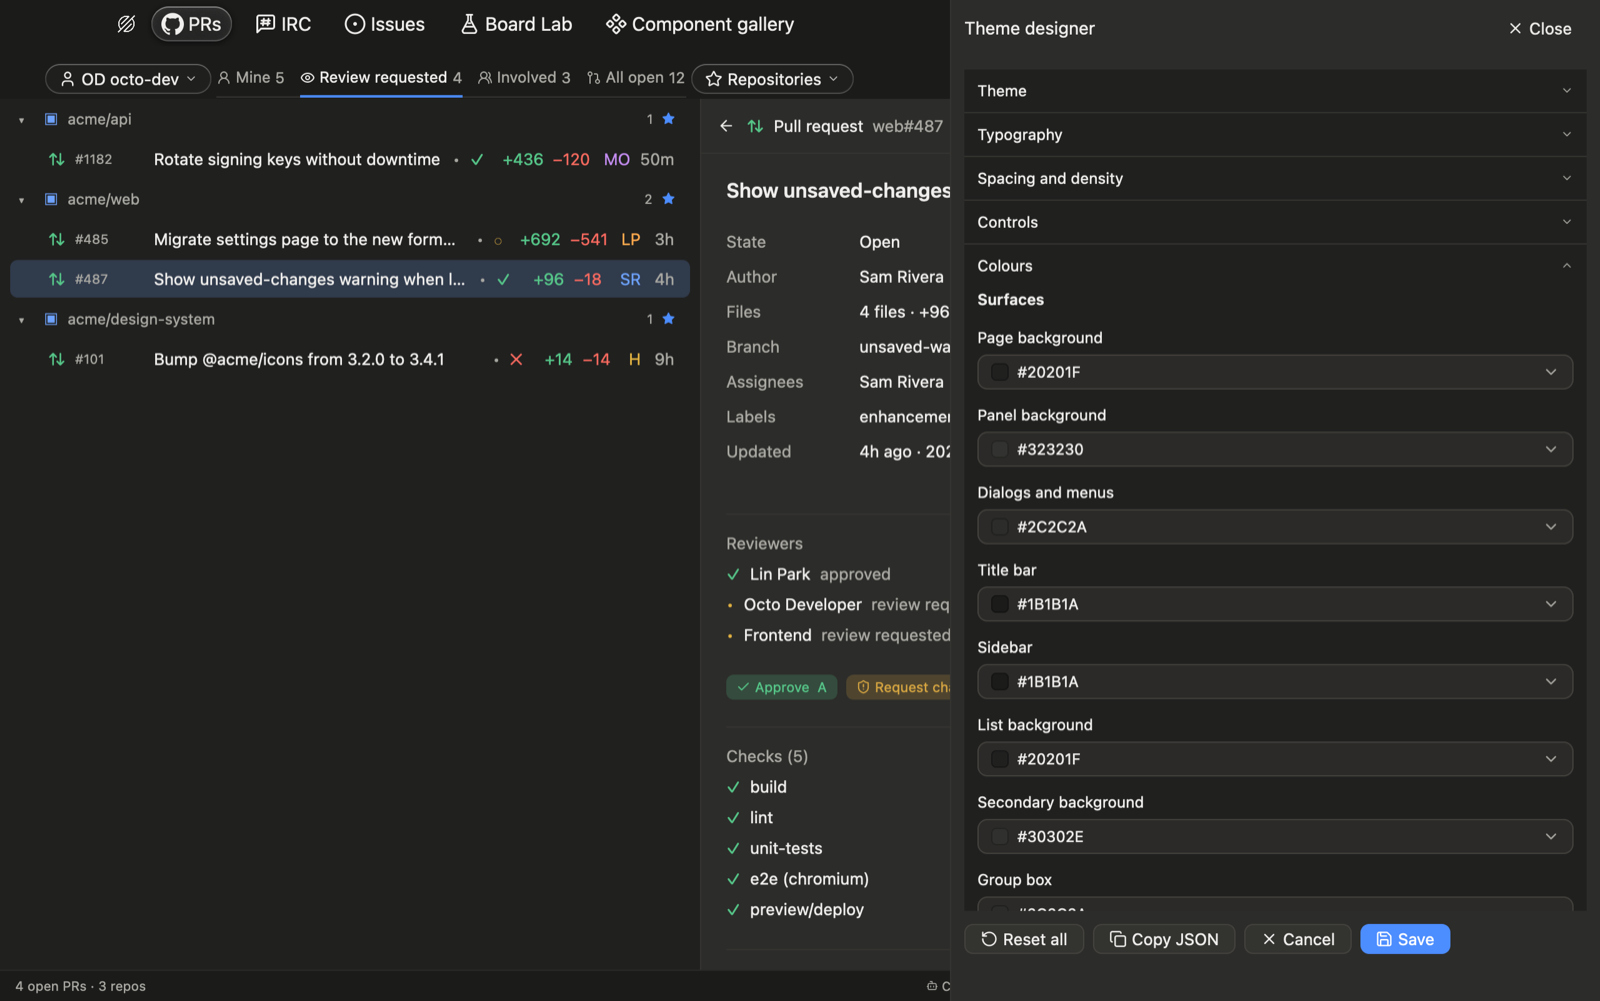 PRs
IRC
Issues
Board Lab
Component gallery
OD octo-dev
Mine 5
Review requested 4
Involved 3
All open 12
Repositories
acme/api
1
#1182 Rotate signing keys without downtime • +436 −120 MO 50m
acme/web
2
#485 Migrate settings page to the new form... • +692 −541 LP 3h
#487 Show unsaved-changes warning when l... • +96 −18 SR 4h
acme/design-system
1
#101 Bump @acme/icons from 3.2.0 to 3.4.1 • +14 −14 H 9h
4 open PRs · 3 repos
Pull request web#487
Show unsaved-changes
State Open
Author Sam Rivera
Files 4 files · +96
Branch unsaved-wa
Assignees Sam Rivera
Labels enhancemen
Updated 4h ago · 202
Reviewers
Lin Park approved
Octo Developer review req
Frontend review requested
Approve A
Request cha
Checks (5)
build
lint
unit-tests
e2e (chromium)
preview/deploy
C
Theme designer
Close
Theme
Typography
Spacing and density
Controls
Colours
Surfaces
Page background
#20201F
Panel background
#323230
Dialogs and menus
#2C2C2A
Title bar
#1B1B1A
Sidebar
#1B1B1A
List background
#20201F
Secondary background
#30302E
Group box
Reset all
Copy JSON
Cancel
Save